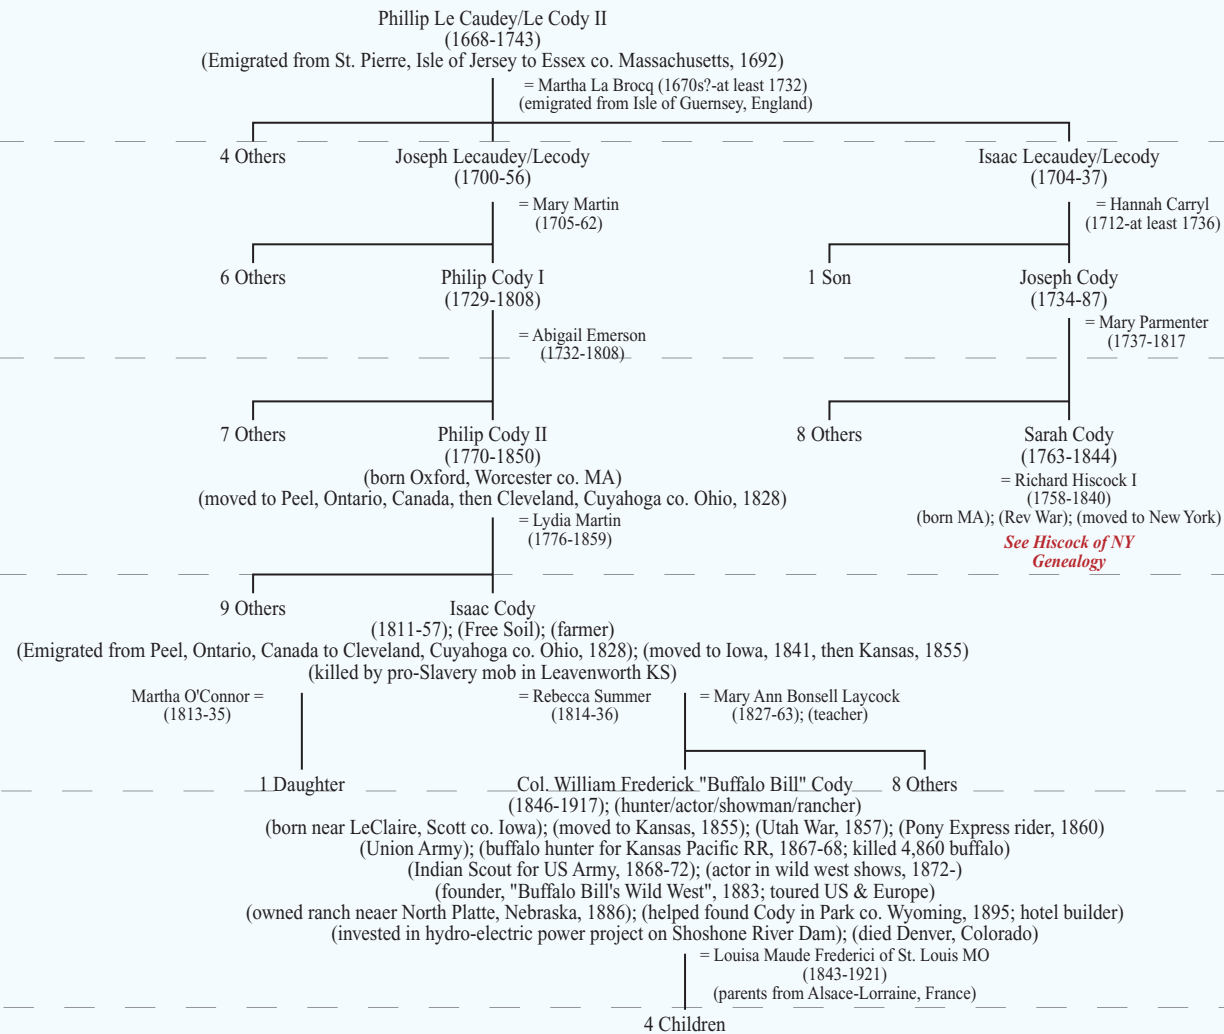 Phillip Le Caudey/Le Cody II
(1668-1743)
(Emigrated from St. Pierre, Isle of Jersey to Essex co. Massachusetts, 1692)
= Martha La Brocq (1670s?-at least 1732)
(emigrated from Isle of Guernsey, England)
4 Others
Joseph Lecaudey/Lecody
(1700-56)
Isaac Lecaudey/Lecody
(1704-37)
= Mary Martin
(1705-62)
= Hannah Carryl
(1712-at least 1736)
6 Others
Philip Cody I
(1729-1808)
1 Son
Joseph Cody
(1734-87)
= Abigail Emerson
(1732-1808)
= Mary Parmenter
(1737-1817
7 Others
Philip Cody II
(1770-1850)
(born Oxford, Worcester co. MA)
(moved to Peel, Ontario, Canada, then Cleveland, Cuyahoga co. Ohio, 1828)
= Lydia Martin
(1776-1859)
8 Others
Sarah Cody
(1763-1844)
= Richard Hiscock I
(1758-1840)
(born MA); (Rev War); (moved to New York)
See Hiscock of NY
Genealogy
9 Others
Isaac Cody
(1811-57); (Free Soil); (farmer)
(Emigrated from Peel, Ontario, Canada to Cleveland, Cuyahoga co. Ohio, 1828); (moved to Iowa, 1841, then Kansas, 1855)
(killed by pro-Slavery mob in Leavenworth KS)
Martha O'Connor =
(1813-35)
= Rebecca Summer
(1814-36)
= Mary Ann Bonsell Laycock
(1827-63); (teacher)
1 Daughter
Col. William Frederick "Buffalo Bill" Cody
8 Others
(1846-1917); (hunter/actor/showman/rancher)
(born near LeClaire, Scott co. Iowa); (moved to Kansas, 1855); (Utah War, 1857); (Pony Express rider, 1860)
(Union Army); (buffalo hunter for Kansas Pacific RR, 1867-68; killed 4,860 buffalo)
(Indian Scout for US Army, 1868-72); (actor in wild west shows, 1872-)
(founder, "Buffalo Bill's Wild West", 1883; toured US & Europe)
(owned ranch neaer North Platte, Nebraska, 1886); (helped found Cody in Park co. Wyoming, 1895; hotel builder)
(invested in hydro-electric power project on Shoshone River Dam); (died Denver, Colorado)
= Louisa Maude Frederici of St. Louis MO
(1843-1921)
(parents from Alsace-Lorraine, France)
4 Children